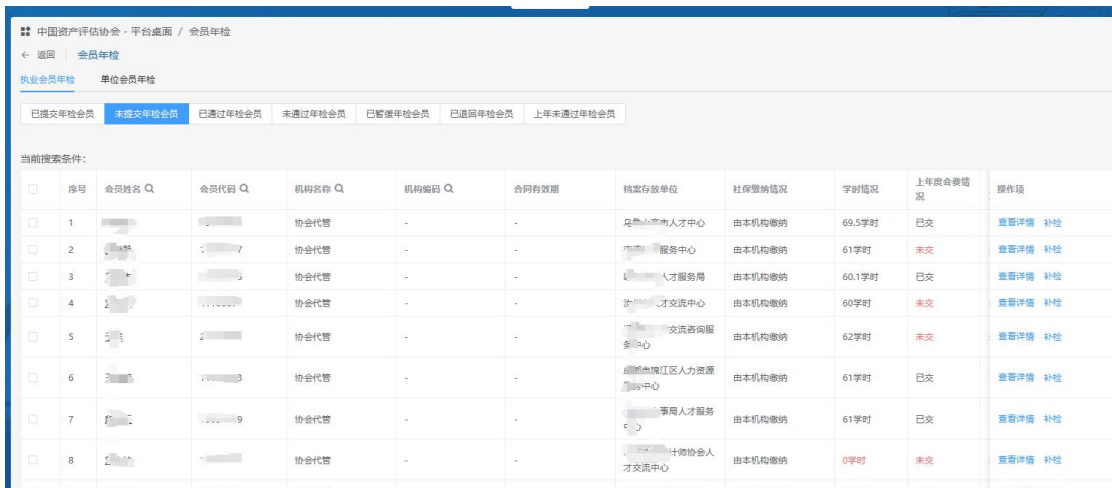 中国资产评估协会 - 平台桌面 / 会员年检
← 返回 | 会员年检
执业会员年检 单位会员年检
已提交年检会员 未提交年检会员 已通过年检会员 未通过年检会员 已暂缓年检会员 已退回年检会员 上年未通过年检会员
当前搜索条件：
序号 会员姓名 会员代码 机构名称 机构编码 合同有效期 档案存放单位 社保缴纳情况 学时情况 上年度会费情况 操作项
1 协会代管 - - 市人才中心 由本机构缴纳 69.5学时 已交 查看详情 补检
2 7 协会代管 - - 服务中心 由本机构缴纳 61学时 未交 查看详情 补检
3 协会代管 - - 人才服务局 由本机构缴纳 60.1学时 已交 查看详情 补检
4 协会代管 - - 才交流中心 由本机构缴纳 60学时 未交 查看详情 补检
5 2 协会代管 - - 交流咨询服务中心 由本机构缴纳 62学时 未交 查看详情 补检
6 3 协会代管 - - 成都市锦江区人力资源中心 由本机构缴纳 61学时 已交 查看详情 补检
7 9 协会代管 - - 事局人才服务中心 由本机构缴纳 61学时 已交 查看详情 补检
8 协会代管 - - 计师协会人才交流中心 由本机构缴纳 0学时 未交 查看详情 补检